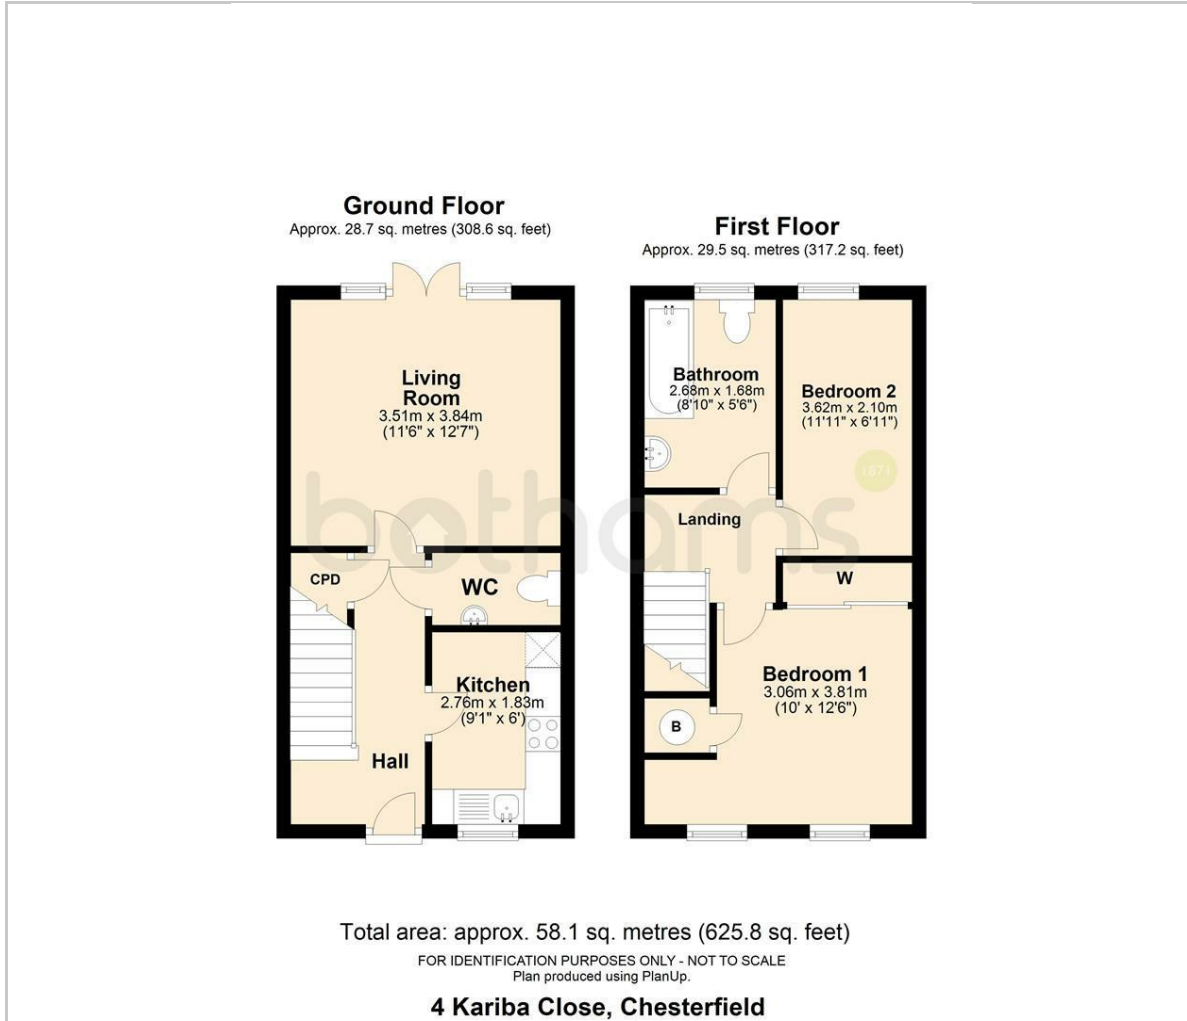 Ground Floor
Approx. 28.7 sq. metres (308.6 sq. feet)
Living
Room
3.51m x 3.84m
(11'6" x 12'7")
CPD
WC
Kitchen
2.76m x 1.83m
(9'1" x 6')
Hall
First Floor
Approx. 29.5 sq. metres (317.2 sq. feet)
Bathroom
2.68m x 1.68m
(8'10" x 5'6")
Bedroom 2
3.62m x 2.10m
(11'11" x 6'11")
1871
Landing
W
Bedroom 1
3.06m x 3.81m
(10' x 12'6")
B
bothams
Total area: approx. 58.1 sq. metres (625.8 sq. feet)
FOR IDENTIFICATION PURPOSES ONLY - NOT TO SCALE
Plan produced using PlanUp.
4 Kariba Close, Chesterfield